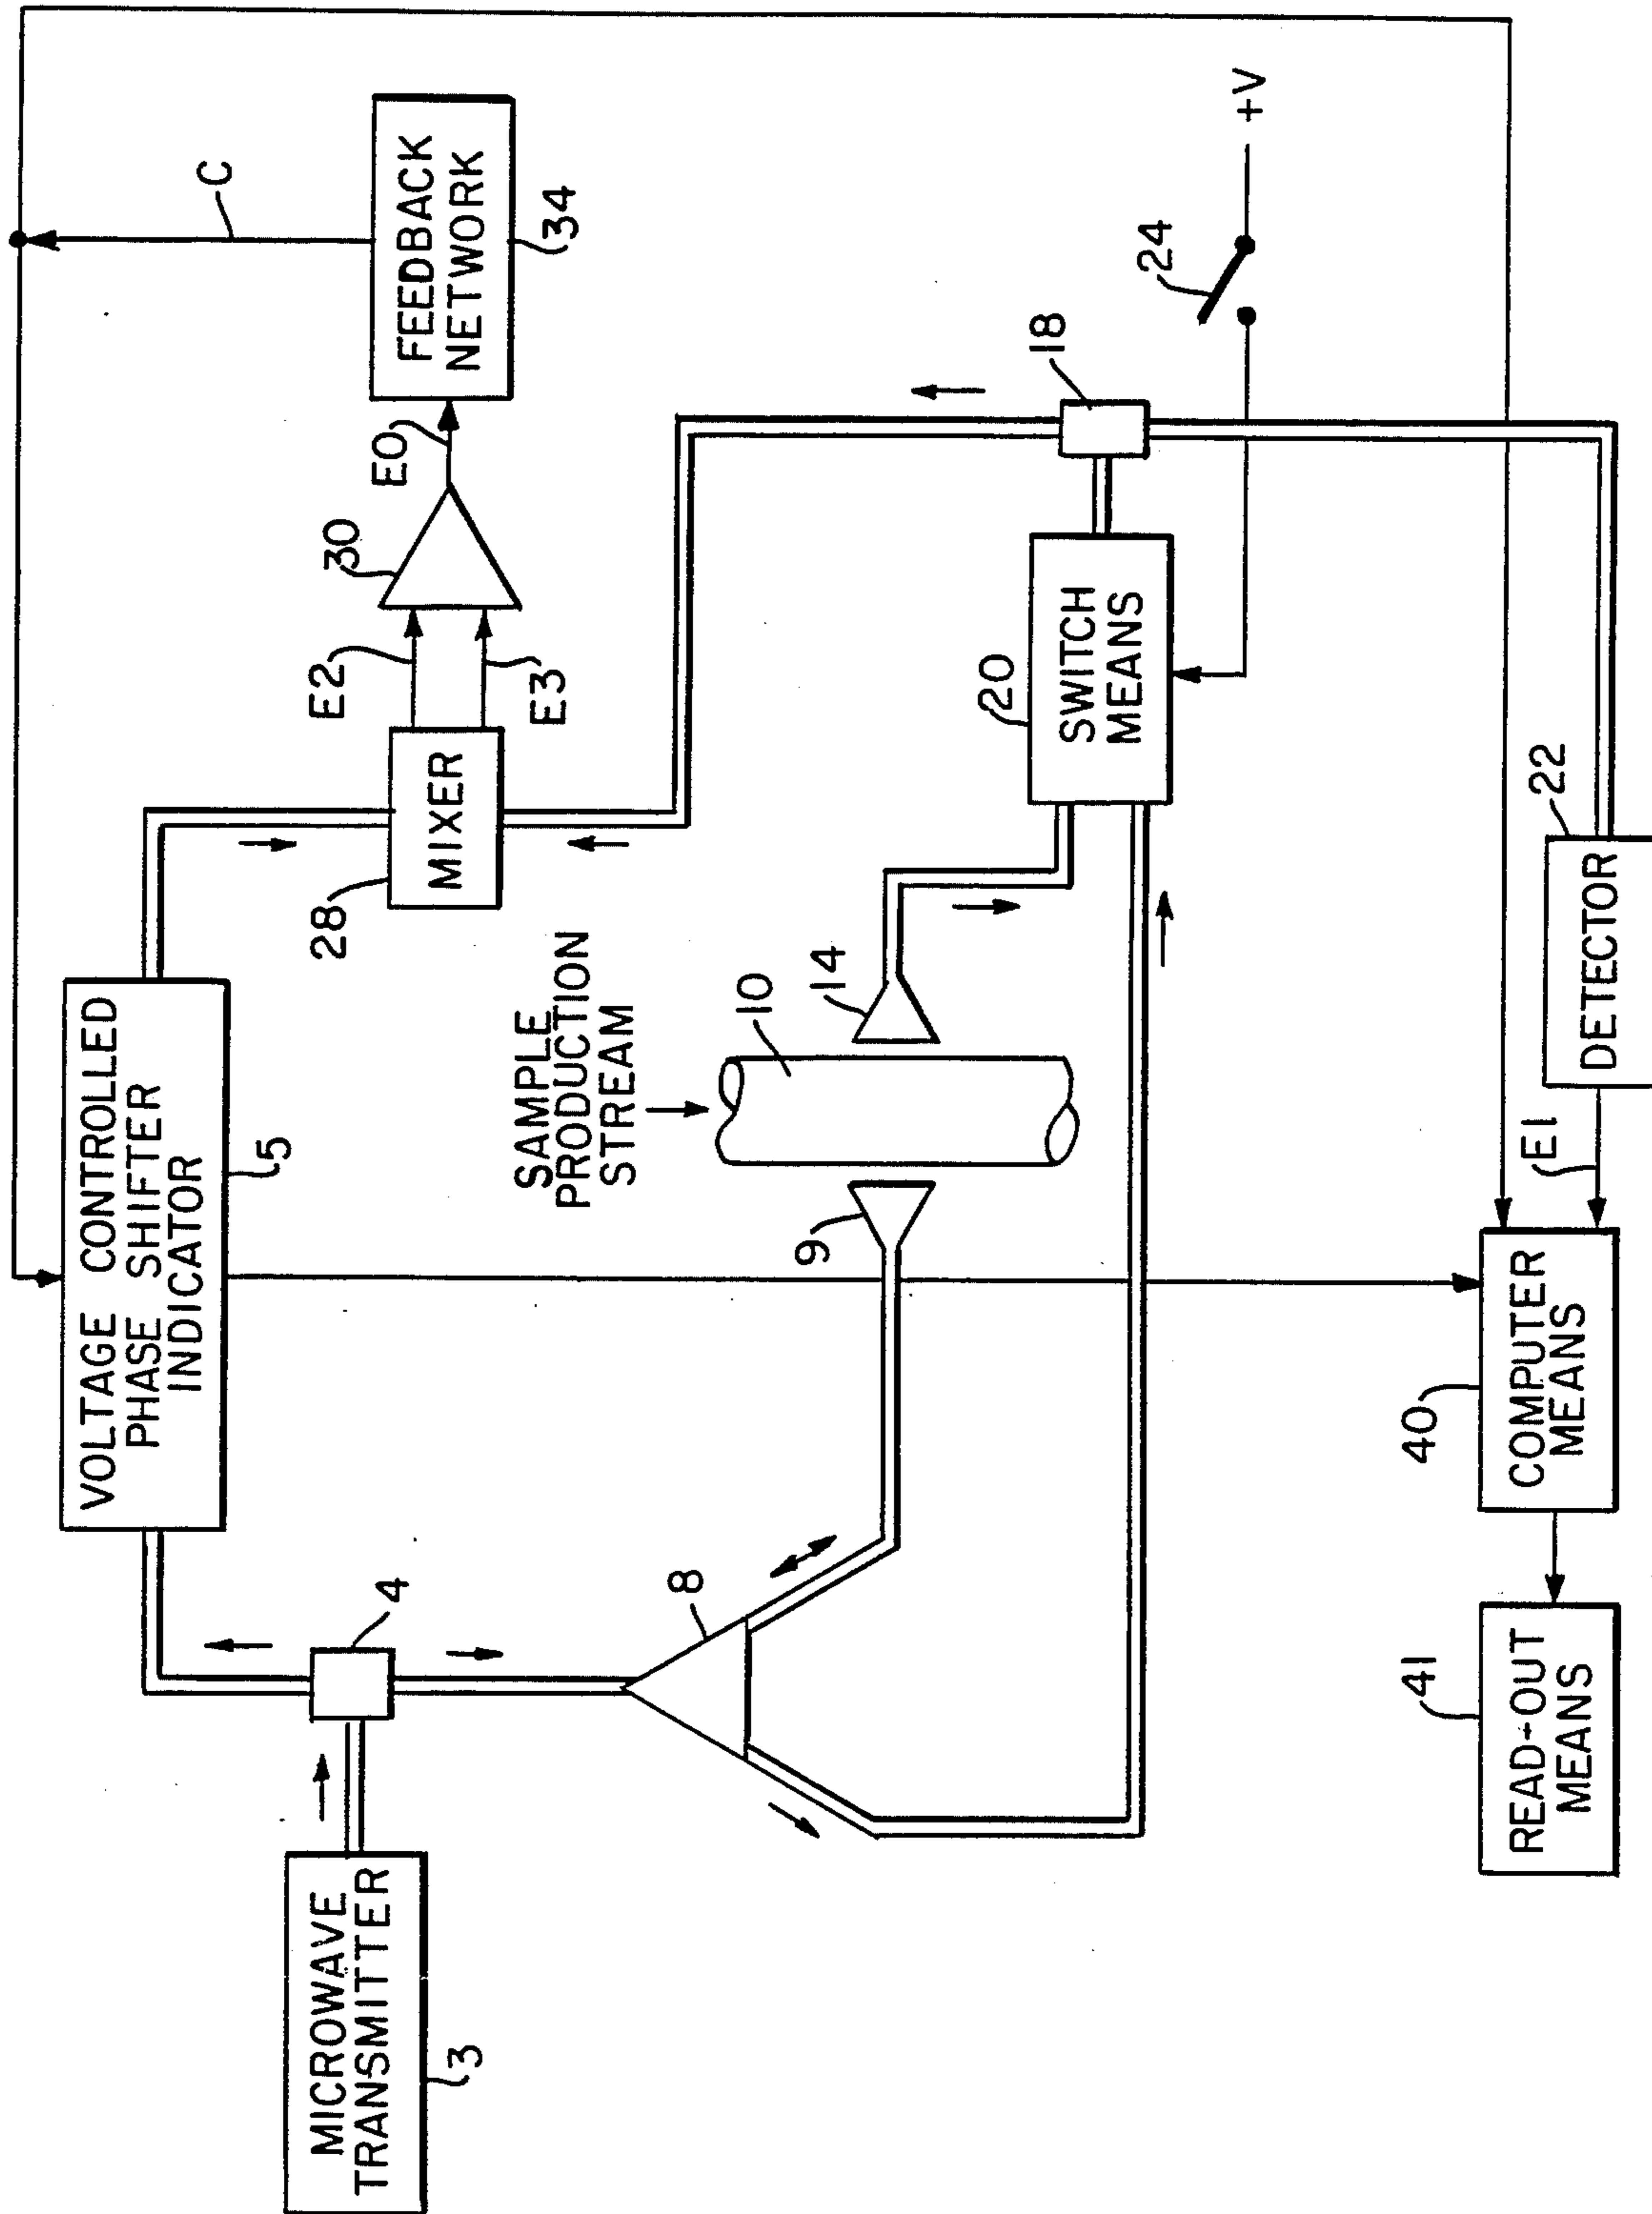 VOLTAGE CONTROLLED
PHASE SHIFTER
INDICATOR
5
C
FEEDBACK
NETWORK
34
E0
30
E2
E3
MIXER
28
4
MICROWAVE
TRANSMITTER
3
8
SAMPLE
PRODUCTION
STREAM
10
9
14
20
SWITCH
MEANS
18
24
+V
22
DETECTOR
E1
40
COMPUTER
MEANS
41
READ-OUT
MEANS